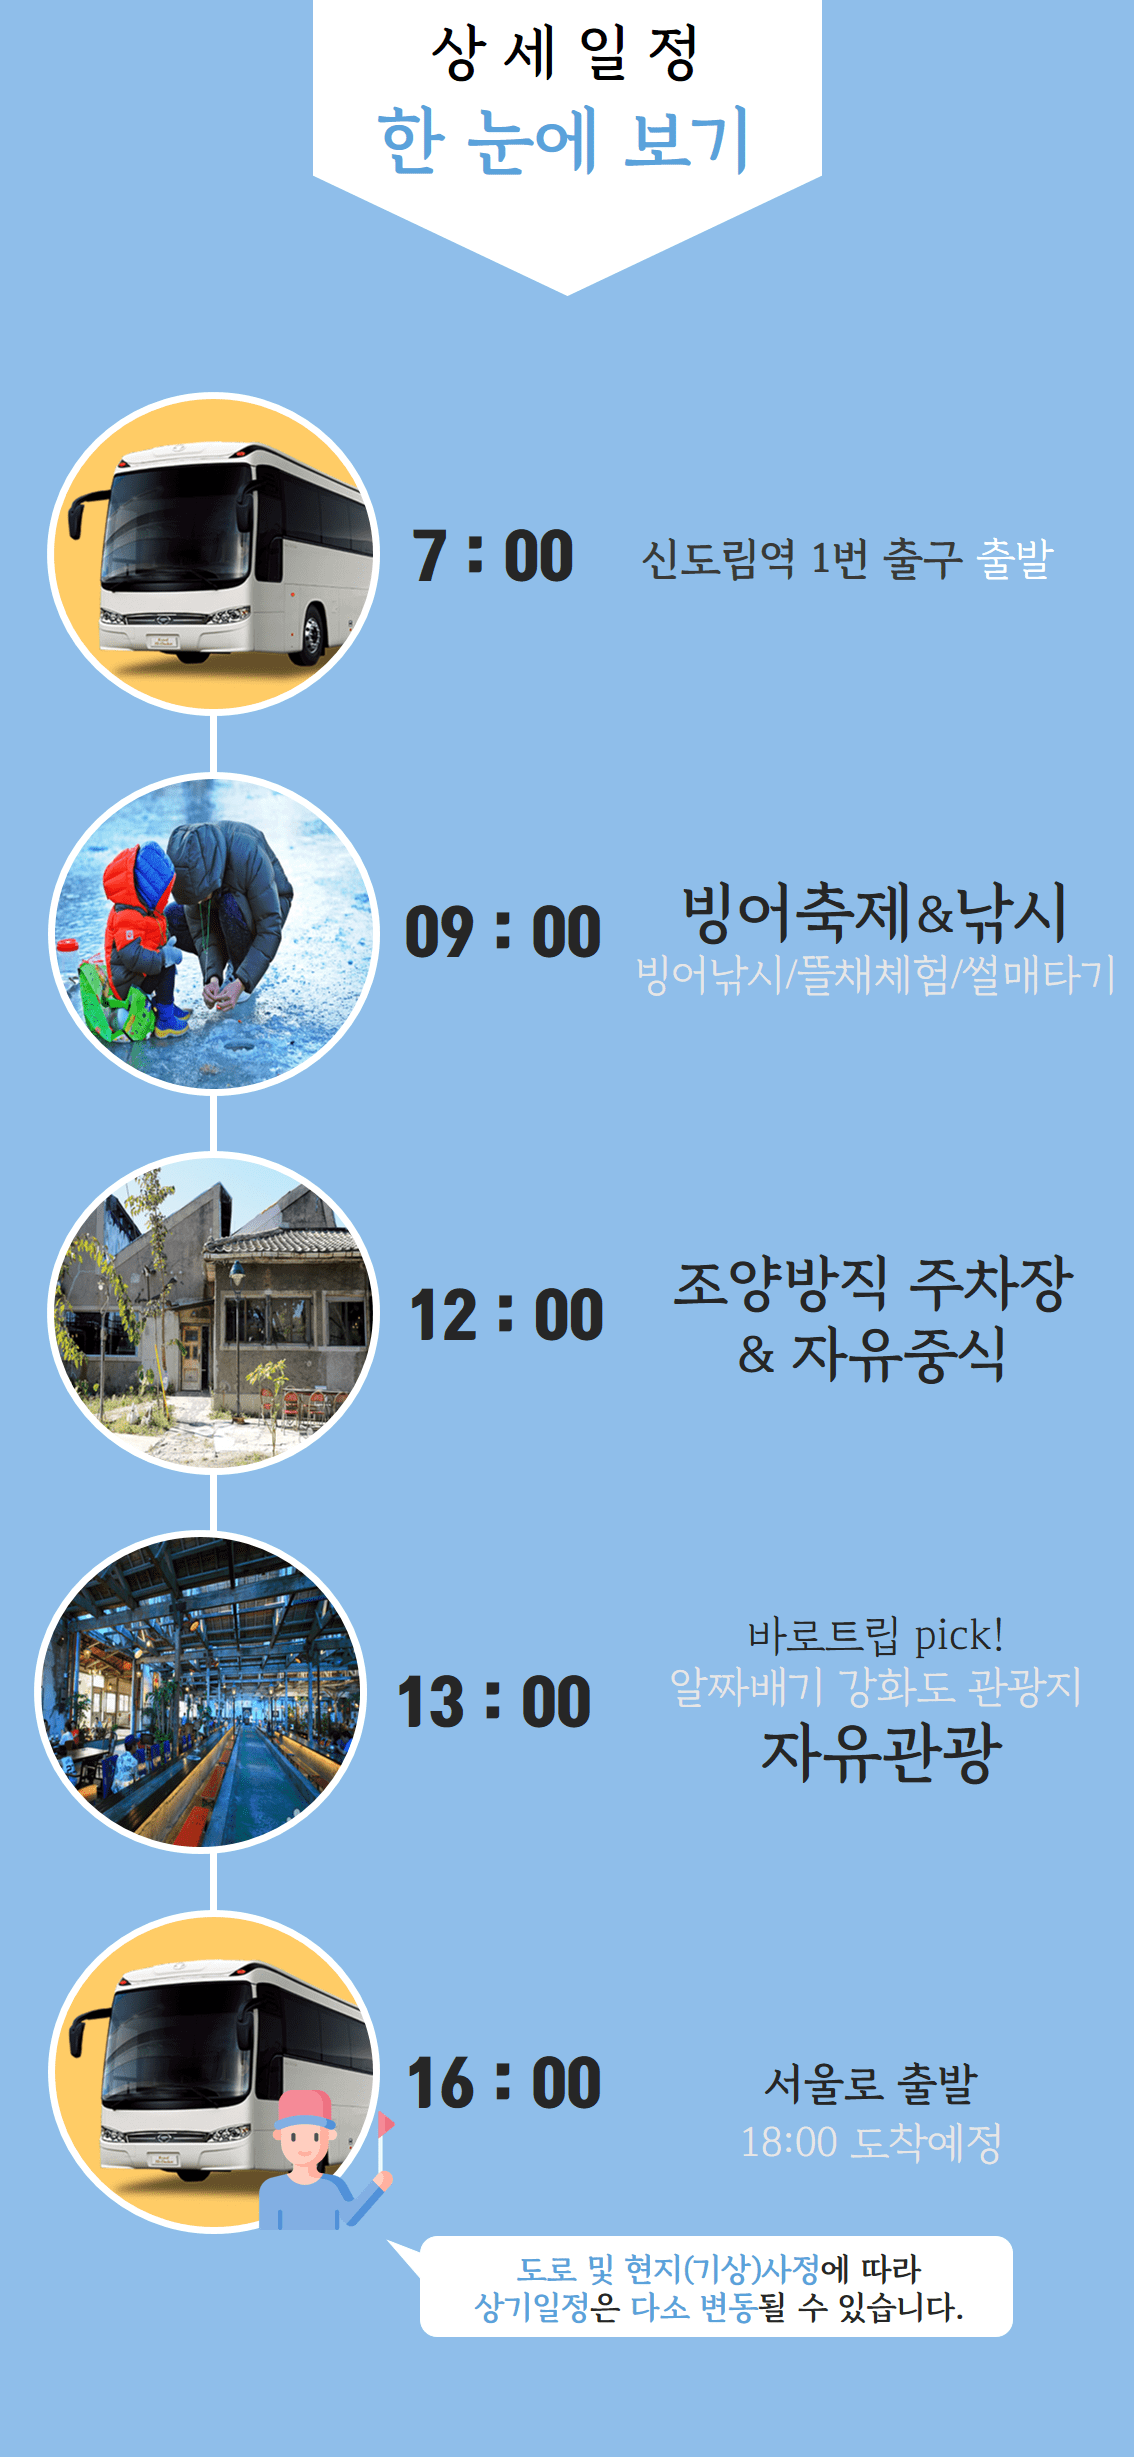 상세일정
한 눈에 보기
7 : 00
신도림역 1번 출구 출발
09 : 00
빙어축제&낚시
빙어낚시/뜰채체험/썰매타기
12 : 00
조양방직 주차장
& 자유중식
13 : 00
바로트립 pick!
알짜배기 강화도 관광지
자유관광
16 : 00
서울로 출발
18:00 도착예정
도로 및 현지(기상)사정에 따라
상기일정은 다소 변동될 수 있습니다.